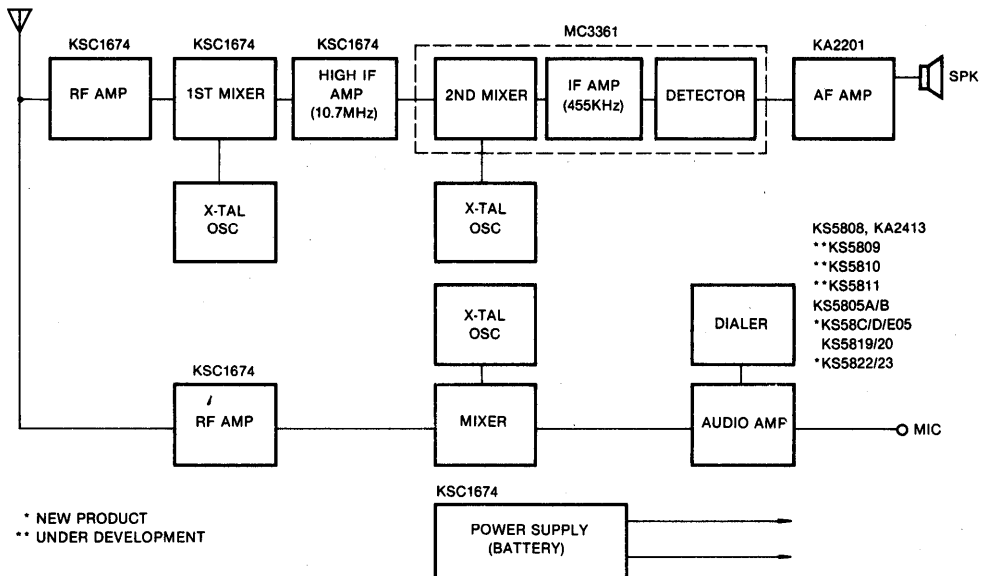 KSC1674
KSC1674
KSC1674
MC3361
KA2201
RF AMP
1ST MIXER
HIGH IF
AMP
(10.7MHz)
2ND MIXER
IF AMP
(455KHz)
DETECTOR
AF AMP
SPK
X-TAL
OSC
X-TAL
OSC
KS5808, KA2413
**KS5809
**KS5810
**KS5811
KS5805A/B
*KS58C/D/E05
KS5819/20
*KS5822/23
X-TAL
OSC
DIALER
KSC1674
RF AMP
MIXER
AUDIO AMP
MIC
* NEW PRODUCT
** UNDER DEVELOPMENT
KSC1674
POWER SUPPLY
(BATTERY)